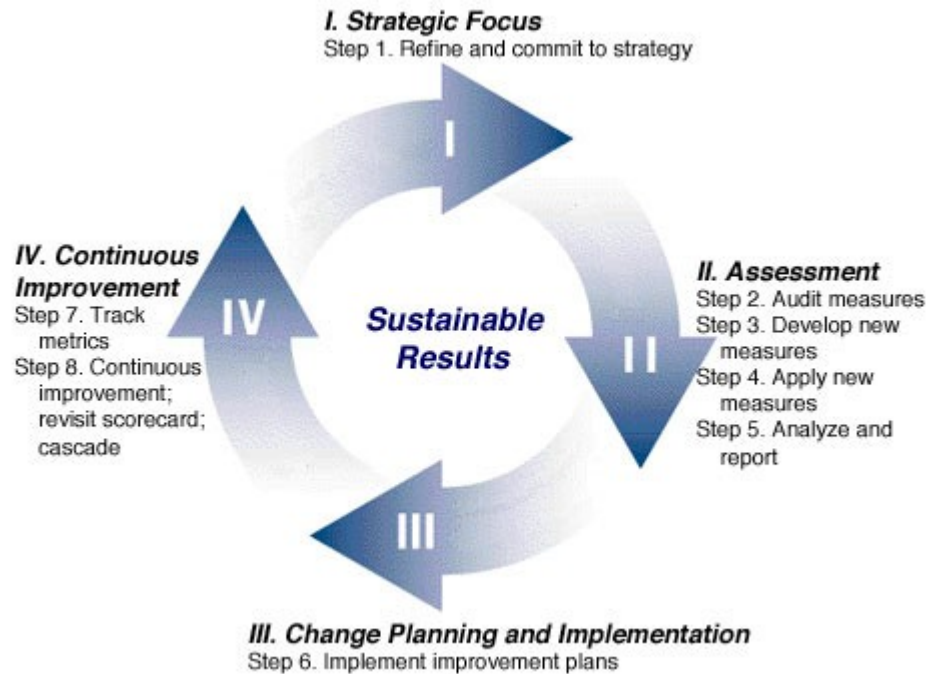 I. Strategic Focus
Step 1. Refine and commit to strategy
I
II. Assessment
Step 2. Audit measures
Step 3. Develop new
measures
Step 4. Apply new
measures
Step 5. Analyze and
report
II
Sustainable
Results
IV. Continuous
Improvement
Step 7. Track
metrics
Step 8. Continuous
improvement;
revisit scorecard;
cascade
IV
III
III. Change Planning and Implementation
Step 6. Implement improvement plans